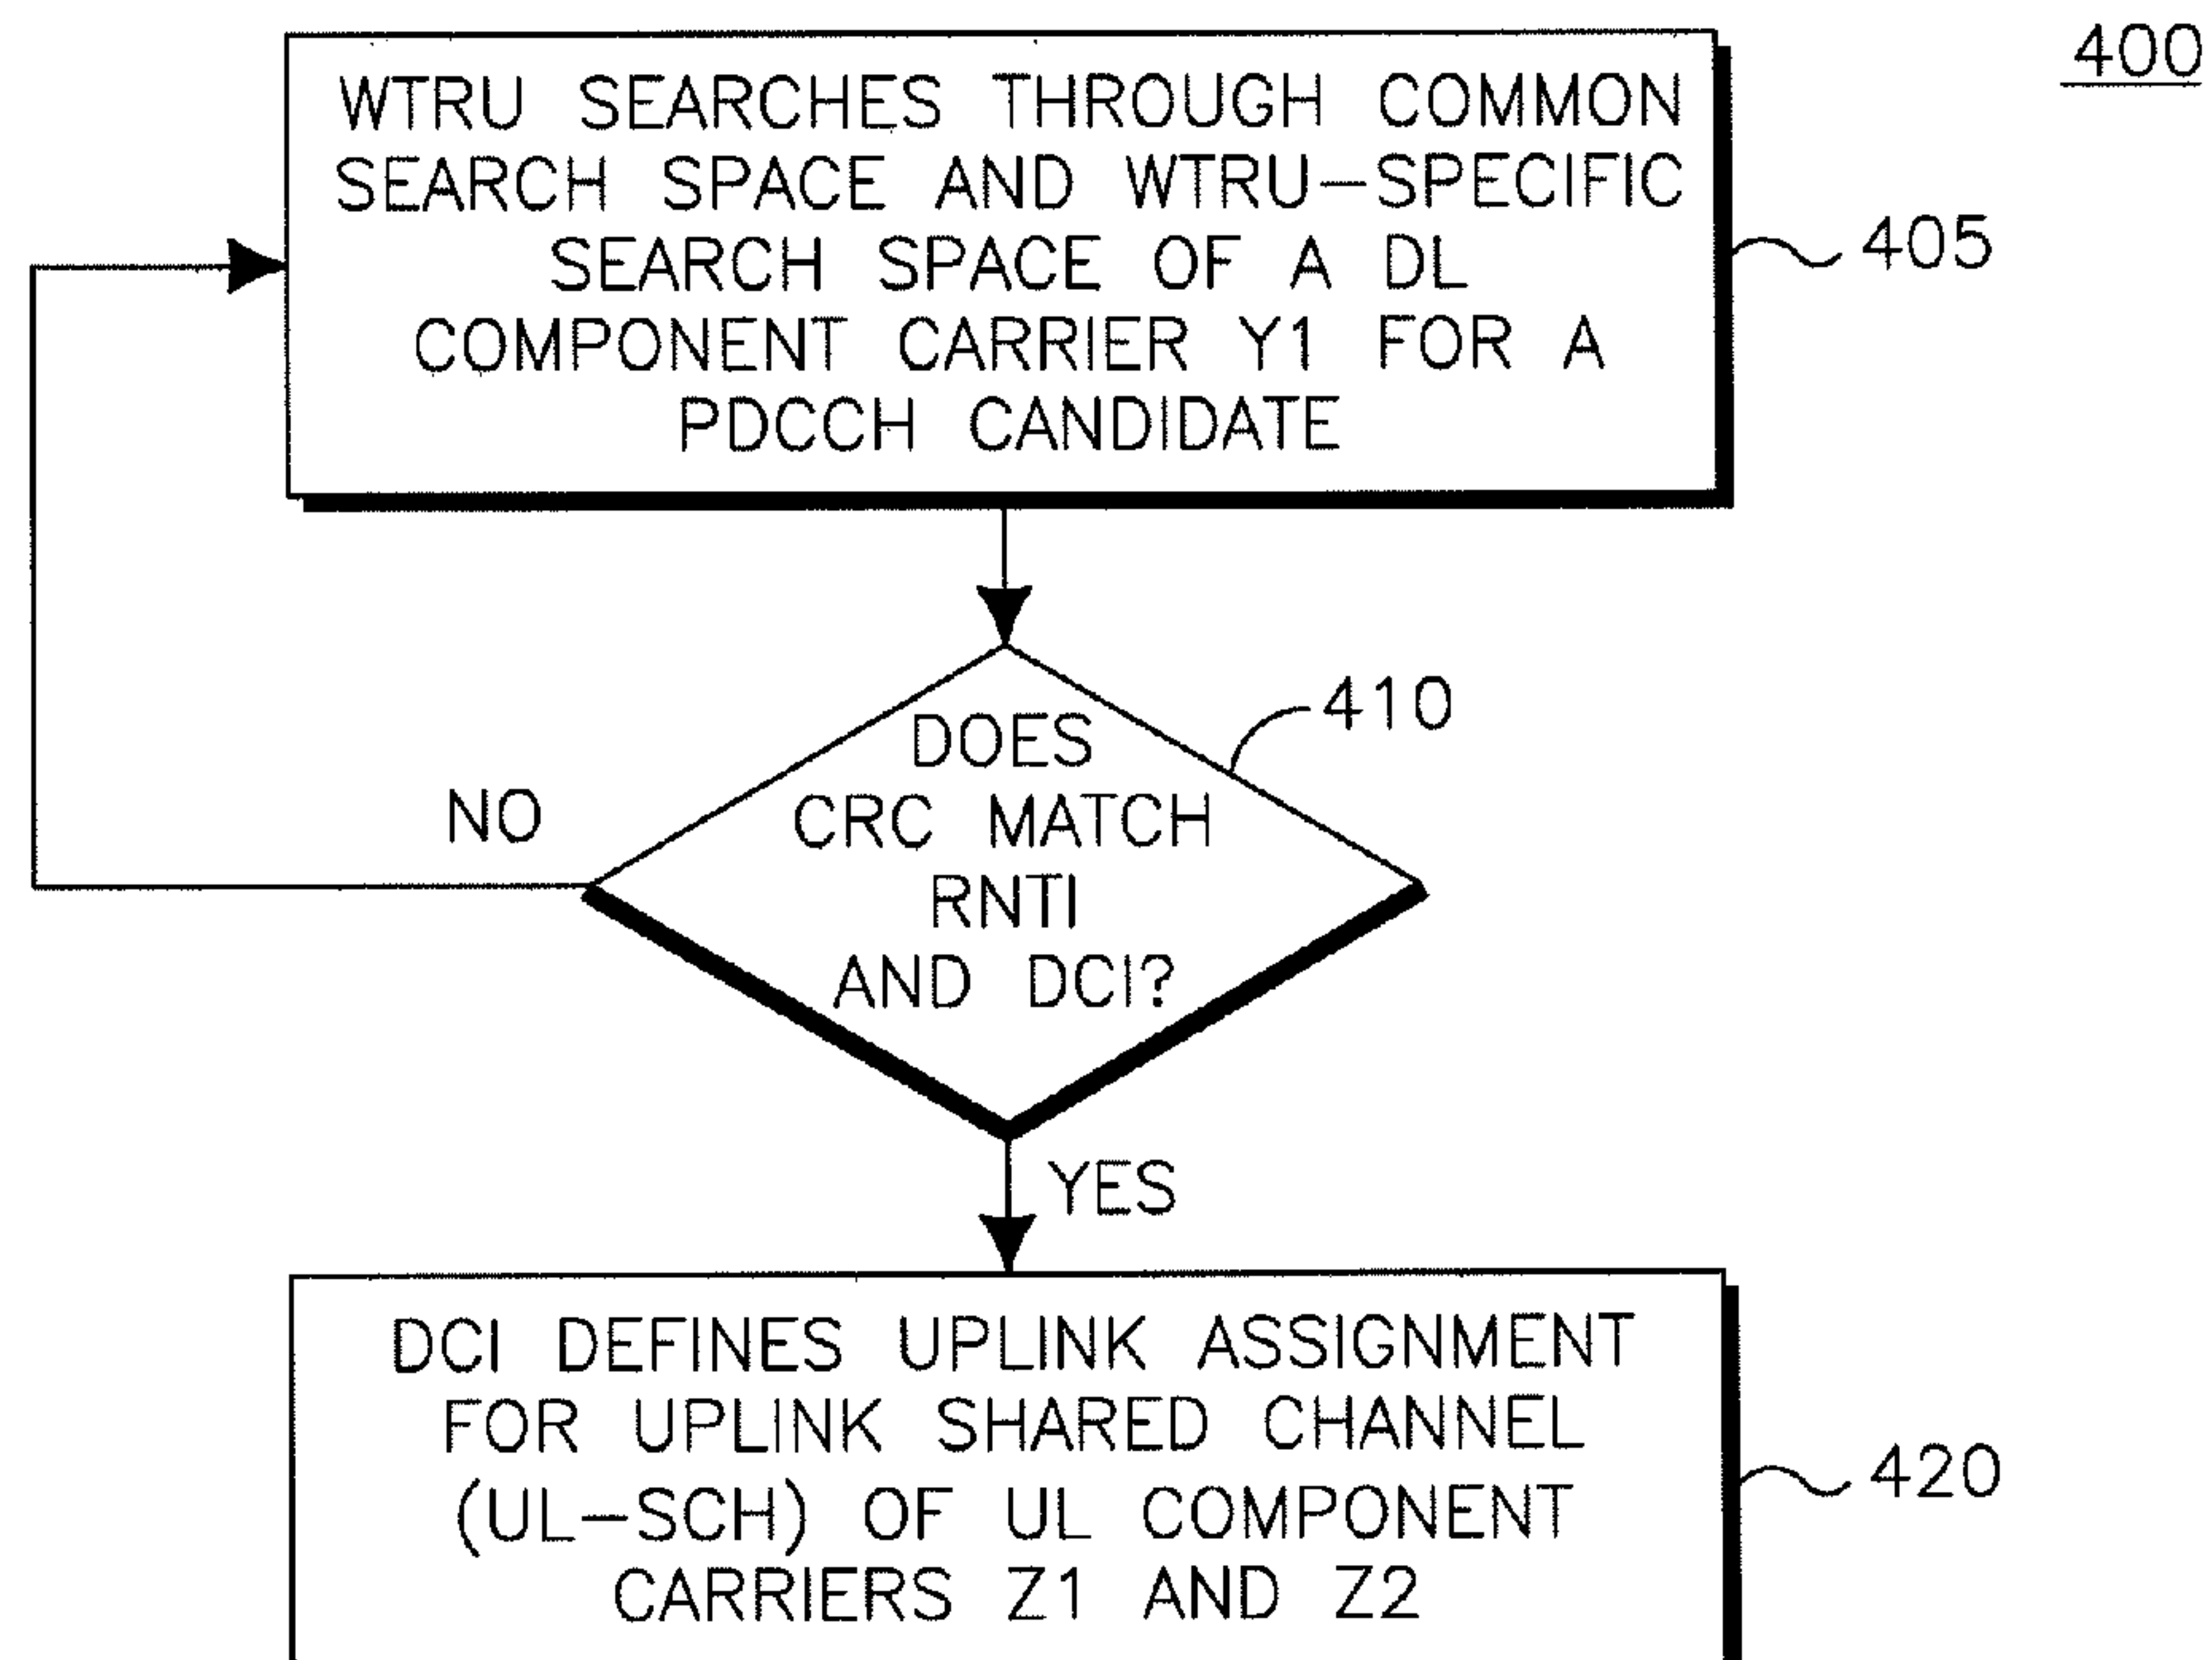 400
WTRU SEARCHES THROUGH COMMON
SEARCH SPACE AND WTRU-SPECIFIC
SEARCH SPACE OF A DL
COMPONENT CARRIER Y1 FOR A
PDCCH CANDIDATE
405
DOES
CRC MATCH
RNTI
AND DCI?
410
NO
YES
DCI DEFINES UPLINK ASSIGNMENT
FOR UPLINK SHARED CHANNEL
(UL-SCH) OF UL COMPONENT
CARRIERS Z1 AND Z2
420